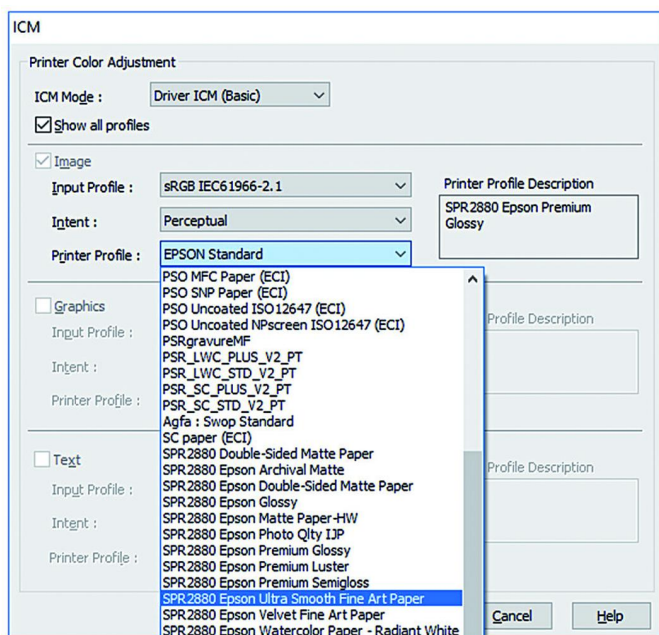 ICM
Printer Color Adjustment
ICM Mode : Driver ICM (Basic)
Show all profiles
Image
Input Profile : sRGB IEC61966-2.1
Intent : Perceptual
Printer Profile : EPSON Standard
Printer Profile Description
SPR2880 Epson Premium
Glossy
PSO MFC Paper (ECI)
PSO SNP Paper (ECI)
PSO Uncoated ISO12647 (ECI)
PSO Uncoated NPscreen ISO12647 (ECI)
PSRgravureMF
PSR_LWC_PLUS_V2_PT
PSR_LWC_STD_V2_PT
PSR_SC_PLUS_V2_PT
PSR_SC_STD_V2_PT
Agfa : Swop Standard
SC paper (ECI)
SPR2880 Double-Sided Matte Paper
SPR2880 Epson Archival Matte
SPR2880 Epson Double-Sided Matte Paper
SPR2880 Epson Glossy
SPR2880 Epson Matte Paper-HW
SPR2880 Epson Photo Qlty IJP
SPR2880 Epson Premium Glossy
SPR2880 Epson Premium Luster
SPR2880 Epson Premium Semigloss
SPR2880 Epson Ultra Smooth Fine Art Paper
SPR2880 Epson Velvet Fine Art Paper
SPR2880 Epson Watercolor Paper - Radiant White
Graphics
Input Profile :
Intent :
Printer Profile :
Profile Description
Text
Input Profile :
Intent :
Printer Profile :
Profile Description
Cancel
Help